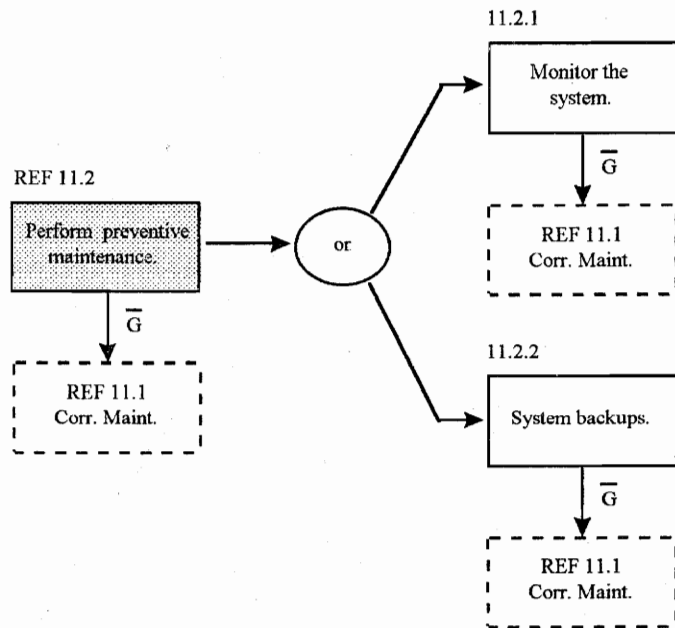 11.2.1
Monitor the
system.
G̅
REF 11.1
Corr. Maint.
REF 11.2
Perform preventive
maintenance.
G̅
REF 11.1
Corr. Maint.
or
11.2.2
System backups.
G̅
REF 11.1
Corr. Maint.